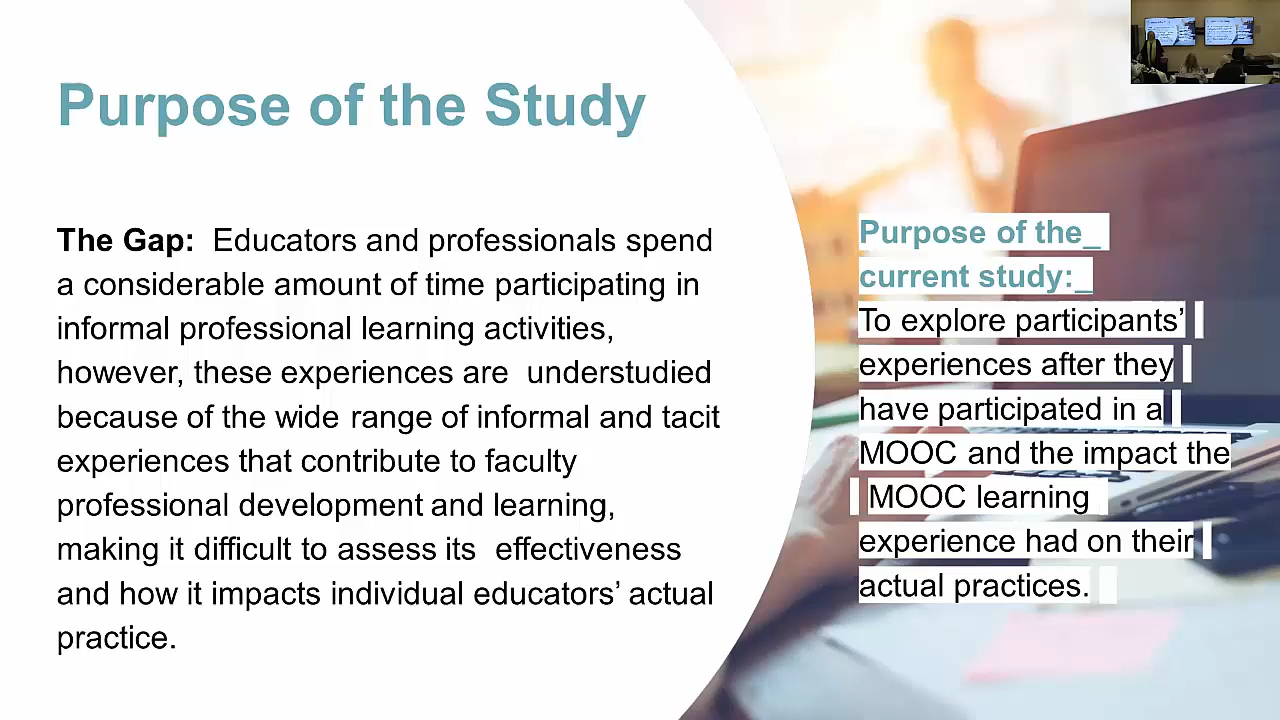 Purpose of the Study
The Gap: Educators and professionals spend
a considerable amount of time participating in
informal professional learning activities,
however, these experiences are understudied
because of the wide range of informal and tacit
experiences that contribute to faculty
professional development and learning,
making it difficult to assess its effectiveness
and how it impacts individual educators’ actual
practice.
Purpose of the_
current study:_
To explore participants’
experiences after they
have participated in a
MOOC and the impact the
MOOC learning
experience had on their
actual practices.